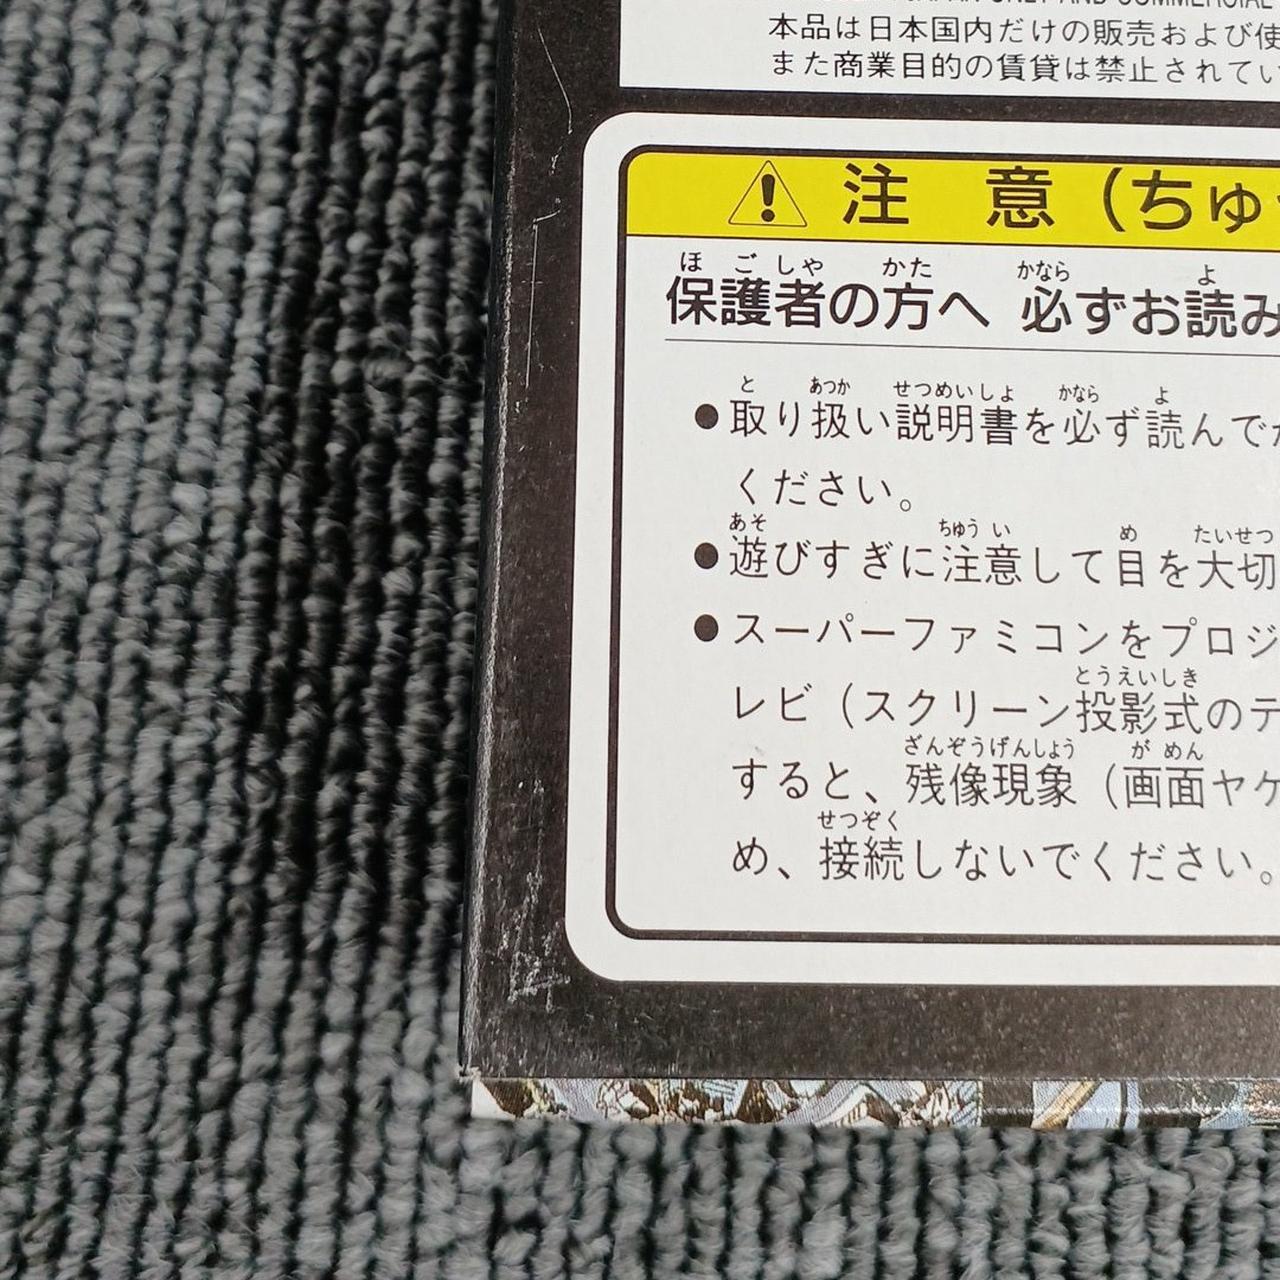 JAPAN ONLY AND COMMERCIAL
本品は日本国内だけの販売および使
また商業目的の賃貸は禁止されてい
注 意（ちゅ
ほごしゃ かた かなら よ
保護者の方へ 必ずお読み
と あつか せつめいしょ かなら よ
●取り扱い説明書を必ず読んでか
ください。
あそ ちゅうい め たいせつ
●遊びすぎに注意して目を大切
●スーパーファミコンをプロジ
とうえいしき
レビ（スクリーン投影式のテ
ざんぞうげんしょう がめん
すると、残像現象（画面ヤケ
せつぞく
め、接続しないでください。